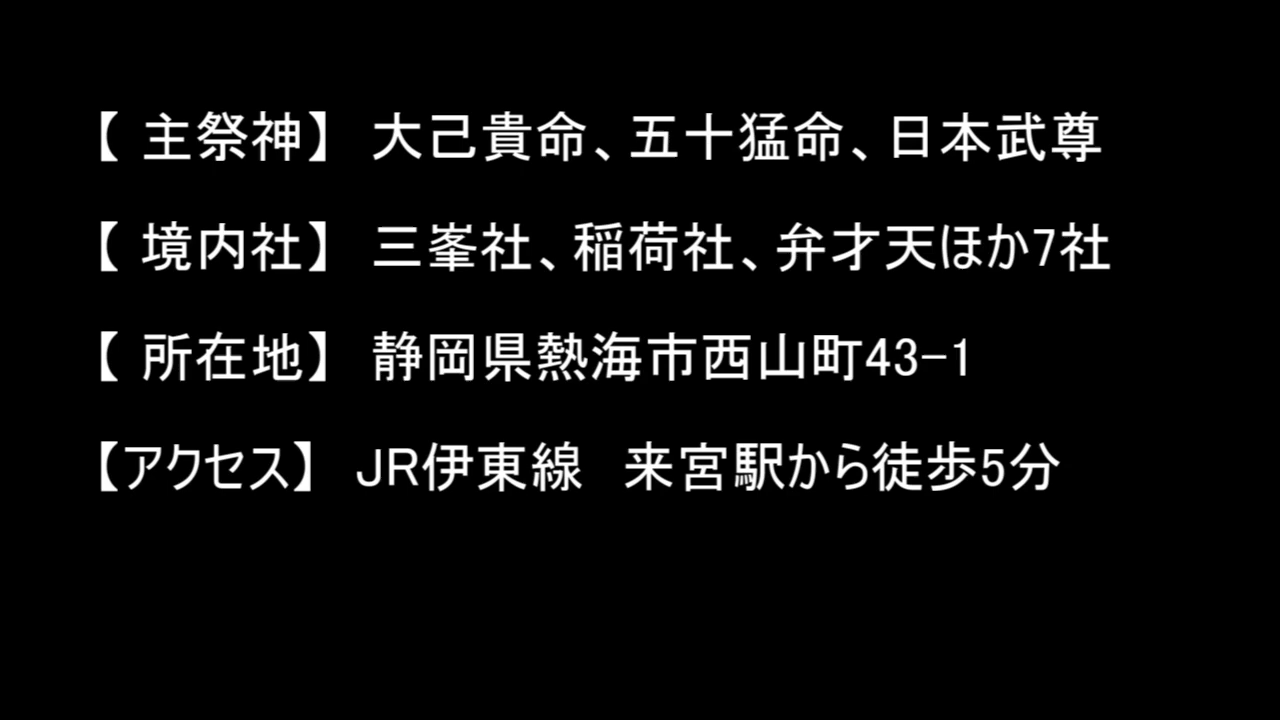 【 主祭神】 大己貴命、五十猛命、日本武尊
【 境内社】 三峯社、稲荷社、弁才天ほか7社
【 所在地】 静岡県熱海市西山町43-1
【アクセス】 JR伊東線 来宮駅から徒歩5分